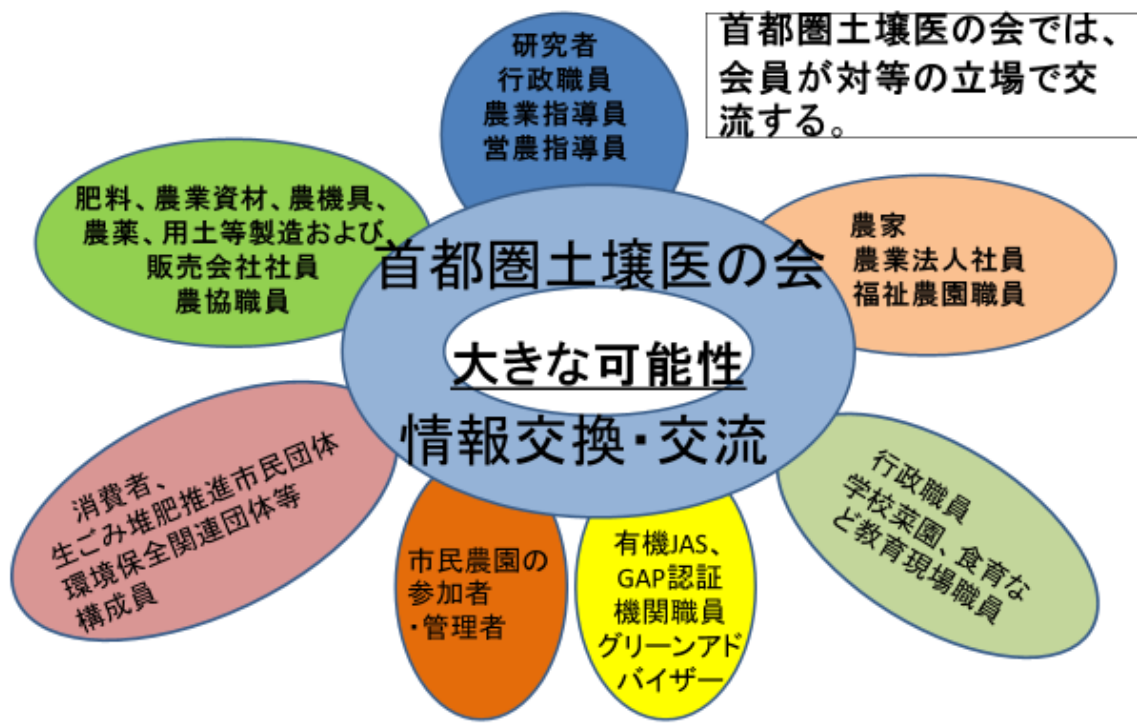 首都圏土壌医の会では、
会員が対等の立場で交
流する。
研究者
行政職員
農業指導員
営農指導員
肥料、農業資材、農機具、
農薬、用土等製造および、
販売会社社員
農協職員
農家
農業法人社員
福祉農園職員
首都圏土壌医の会
大きな可能性
情報交換・交流
消費者、
生ごみ堆肥推進市民団体
環境保全関連団体等
構成員
市民農園の
参加者
・管理者
有機JAS、
GAP認証
機関職員
グリーンアド
バイザー
行政職員
学校菜園、食育な
ど教育現場職員